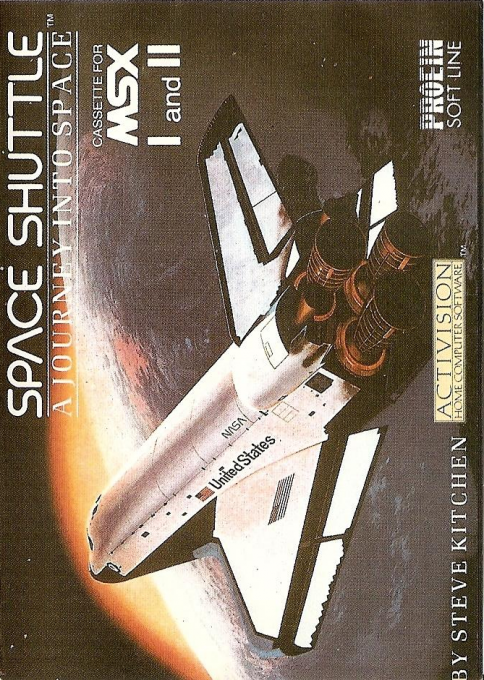 SPACE SHUTTLE™
A JOURNEY INTO SPACE
CASSETTE FOR
MSX
I and II
PROEIN
SOFT LINE
NASA
United States
ACTIVISION™
HOME COMPUTER SOFTWARE
BY STEVE KITCHEN